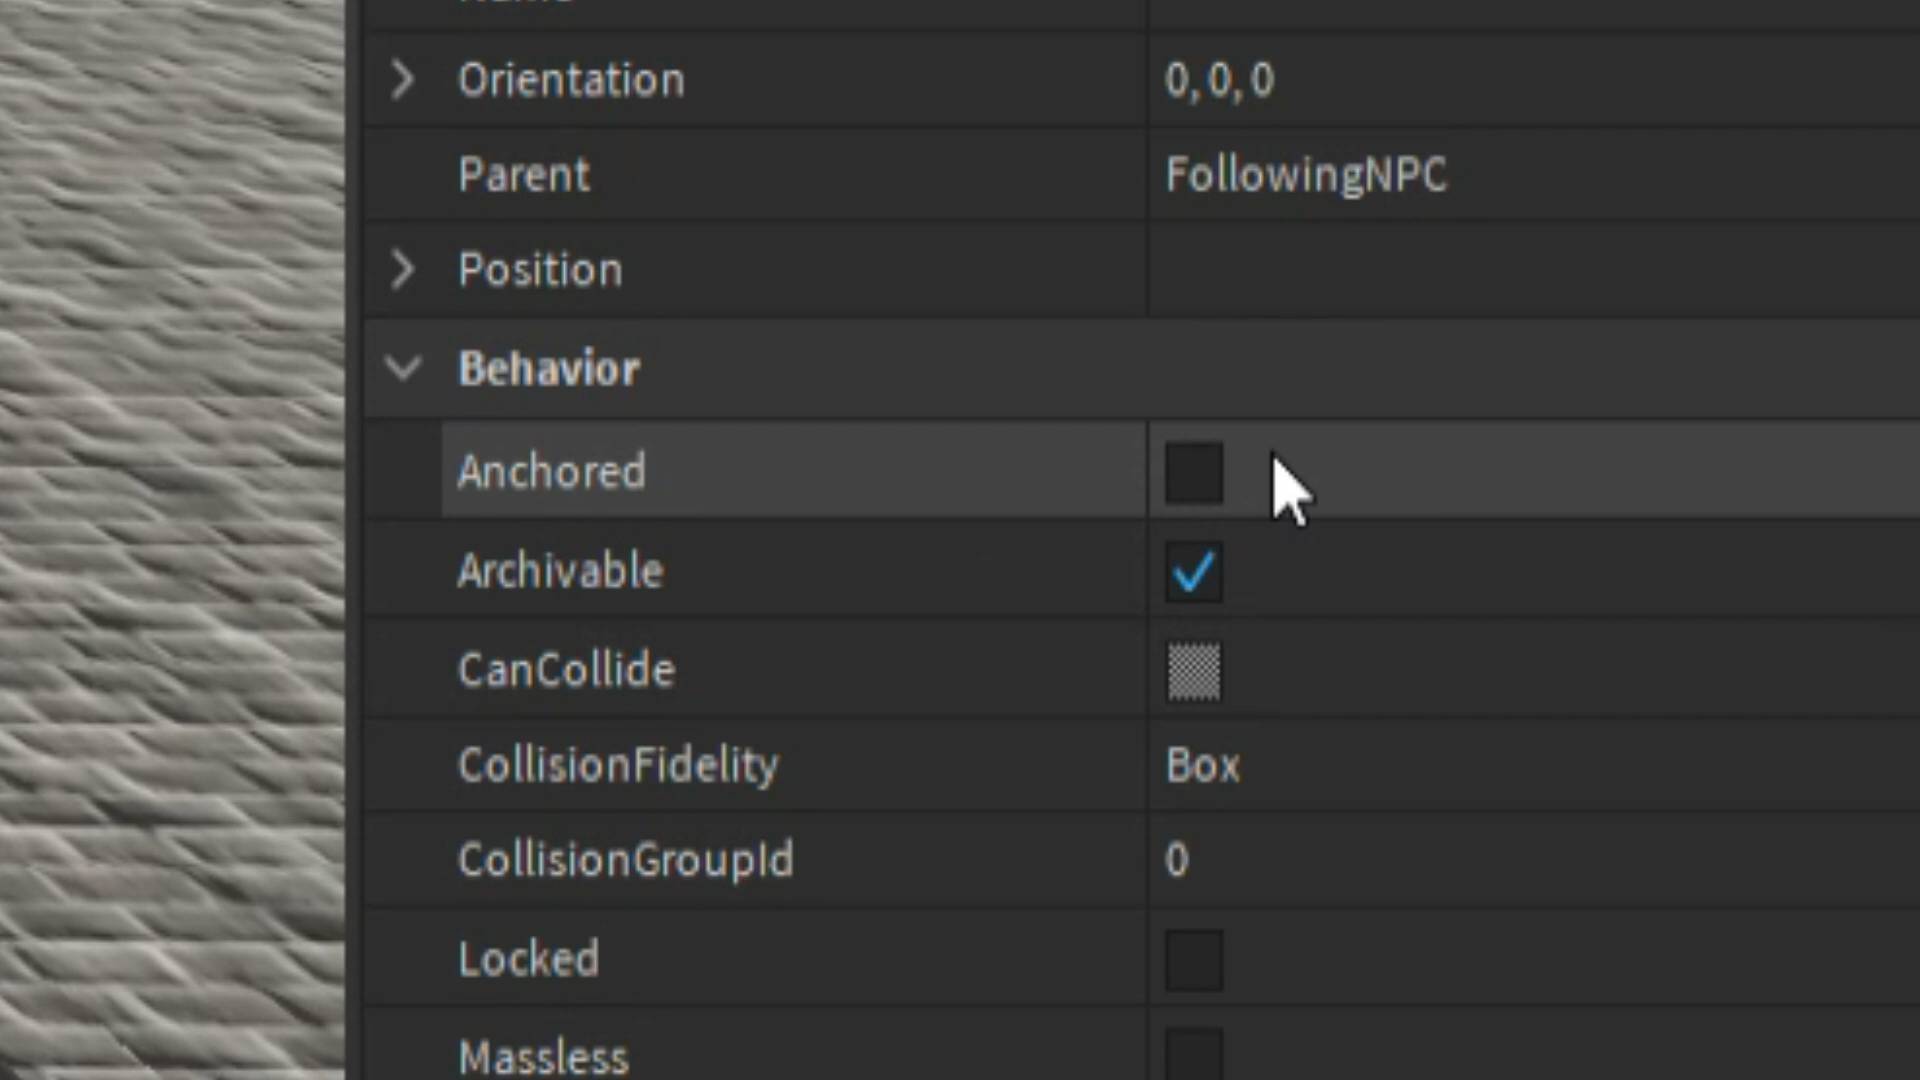 Orientation 0, 0, 0
Parent FollowingNPC
Position
Behavior
Anchored
Archivable
CanCollide
CollisionFidelity Box
CollisionGroupId 0
Locked
Massless